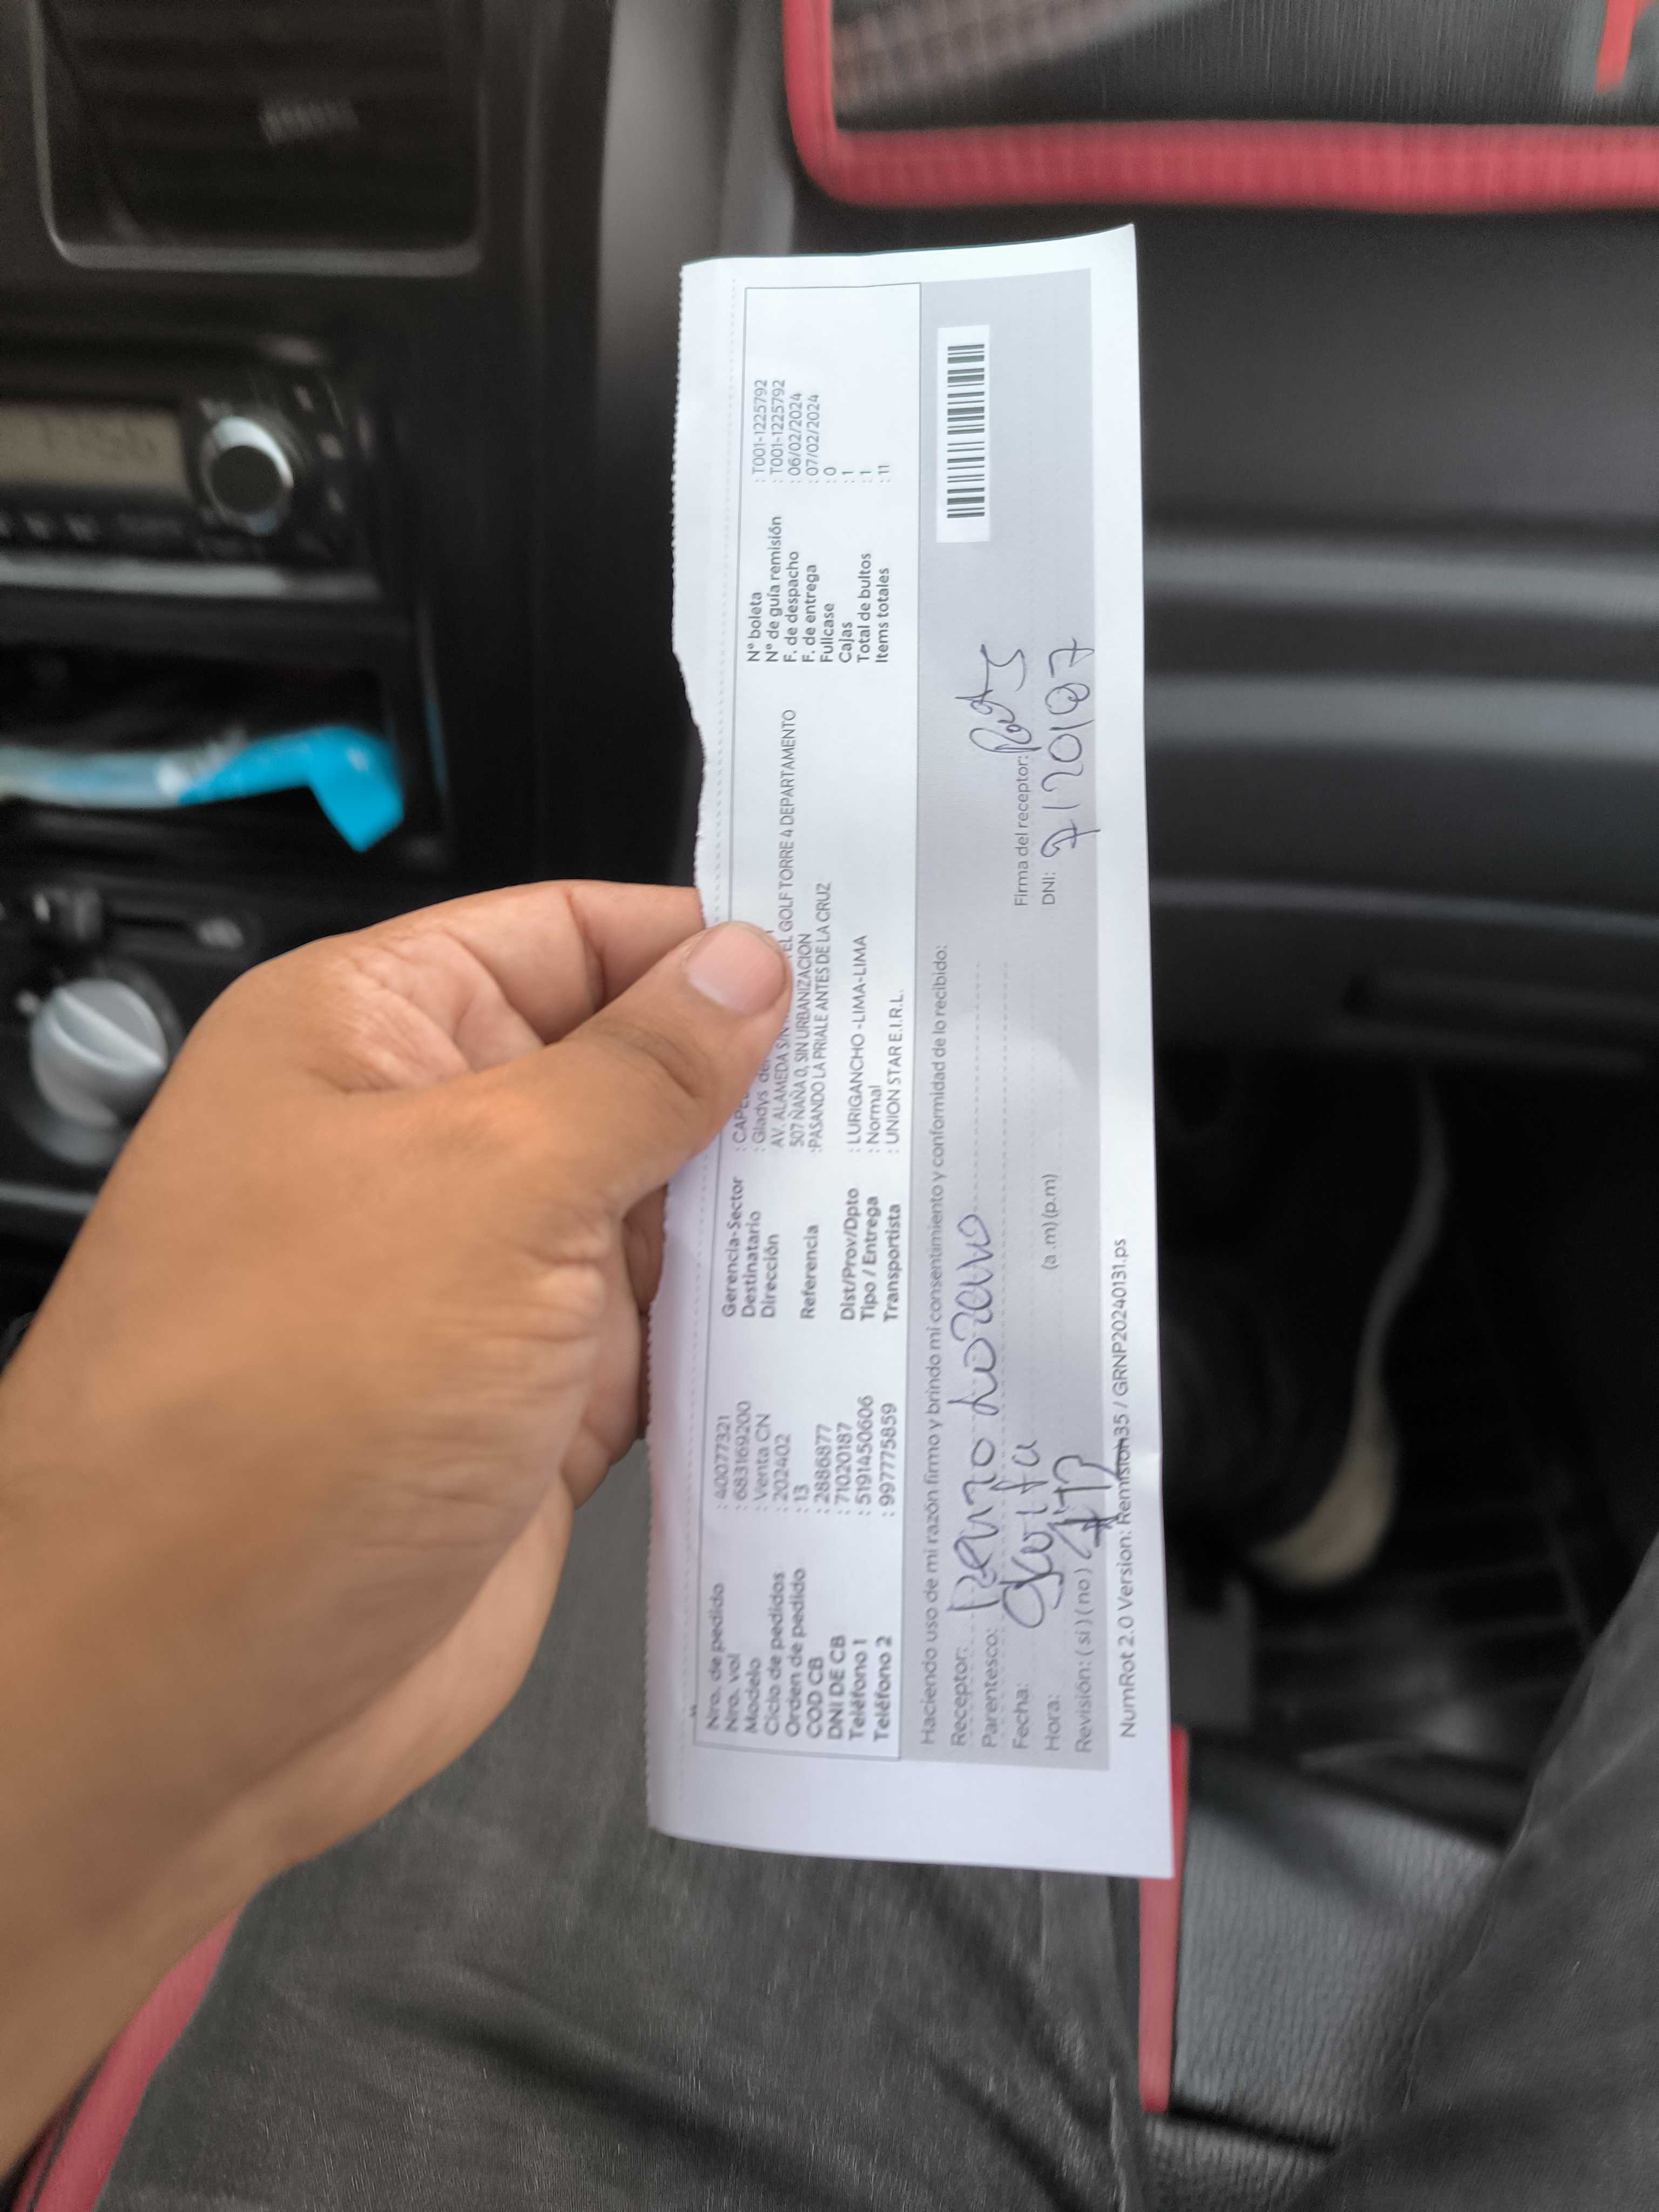 Nro. de pedido : 40077321
Nro. vol : 683169200
Modelo : Venta CN
Ciclo de pedidos : 202402
Orden de pedido : 13
COD CB : 2886877
DNI DE CB : 71020187
Teléfono 1 : 5191450606
Teléfono 2 : 997775859
Gerencia-Sector : CAP
Destinatario : Gladys
Dirección AV. ALAMEDA S/N EL GOLF TORRE 4 DEPARTAMENTO
507 ÑAÑA 0, SIN URBANIZACION
Referencia :PASANDO LA PRIALE ANTES DE LA CRUZ
Dist/Prov/Dpto : LURIGANCHO -LIMA-LIMA
Tipo / Entrega : Normal
Transportista : UNION STAR E.I.R.L.
N° boleta : T001-1225792
N° de guía remisión : T001-1225792
F. de despacho : 06/02/2024
F. de entrega : 07/02/2024
Fullcase : 0
Cajas : 1
Total de bultos : 1
Items totales : 11
Haciendo uso de mi razón firmo y brindo mi consentimiento y conformidad de lo recibido:
Receptor: Renzo Lozano
Parentesco:
Fecha:
Hora: (a.m) (p.m)
Revisión: ( si ) ( no )
Firma del receptor:
DNI:
NumRot 2.0 Version: Remision35 / GRNP20240131.ps